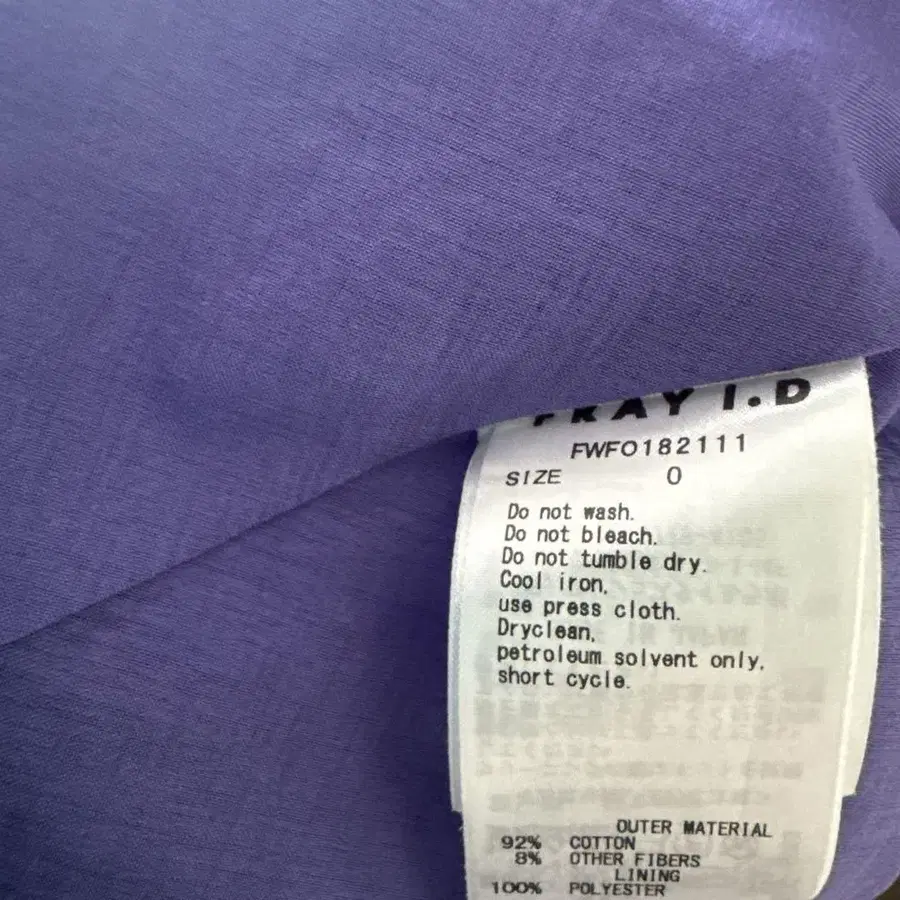 FRAY I.D
FWFO182111
SIZE 0
Do not wash.
Do not bleach.
Do not tumble dry.
Cool iron,
use press cloth.
Dryclean,
petroleum solvent only,
short cycle.
OUTER MATERIAL
92% COTTON
8% OTHER FIBERS
LINING
100% POLYESTER